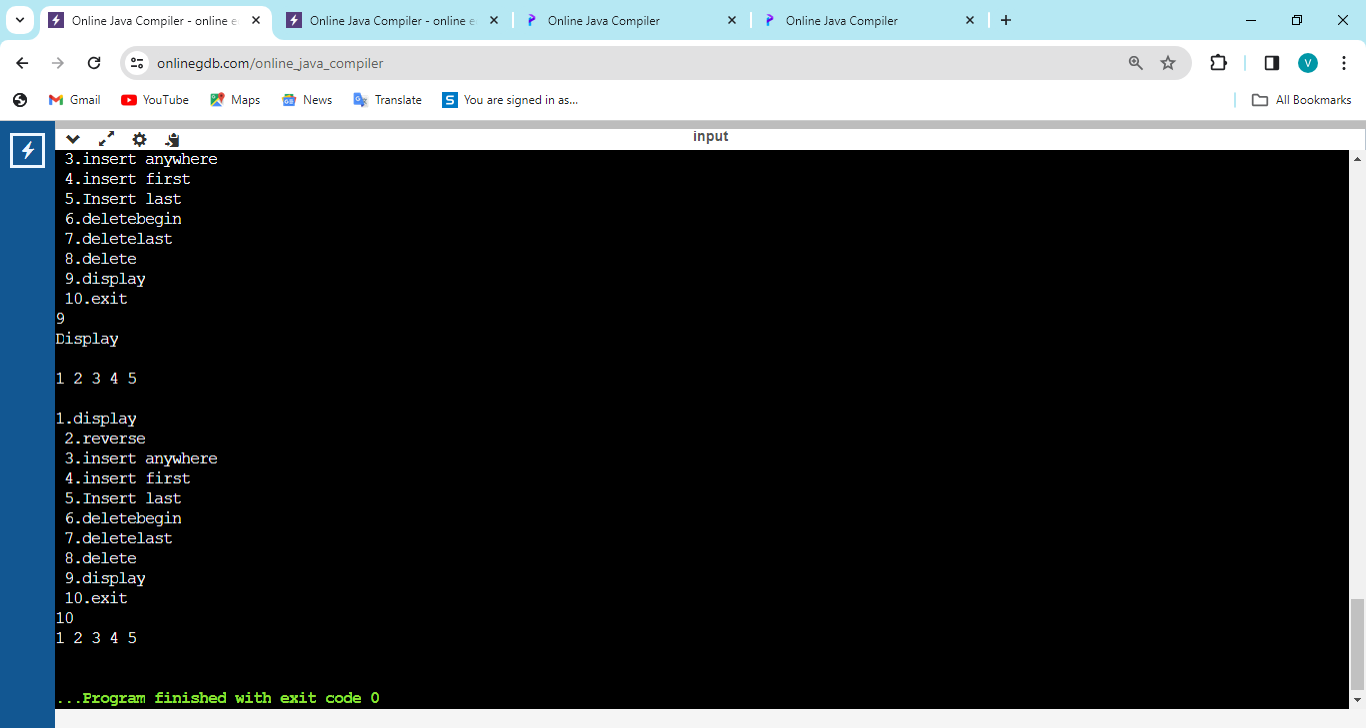 Online Java Compiler - online e
Online Java Compiler - online e
Online Java Compiler
Online Java Compiler
onlinegdb.com/online_java_compiler
V
Gmail
YouTube
Maps
News
Translate
S
You are signed in as...
All Bookmarks
input
3.insert anywhere
4.insert first
5.Insert last
6.deletebegin
7.deletelast
8.delete
9.display
10.exit
9
Display
1 2 3 4 5
1.display
2.reverse
3.insert anywhere
4.insert first
5.Insert last
6.deletebegin
7.deletelast
8.delete
9.display
10.exit
10
1 2 3 4 5
...Program finished with exit code 0